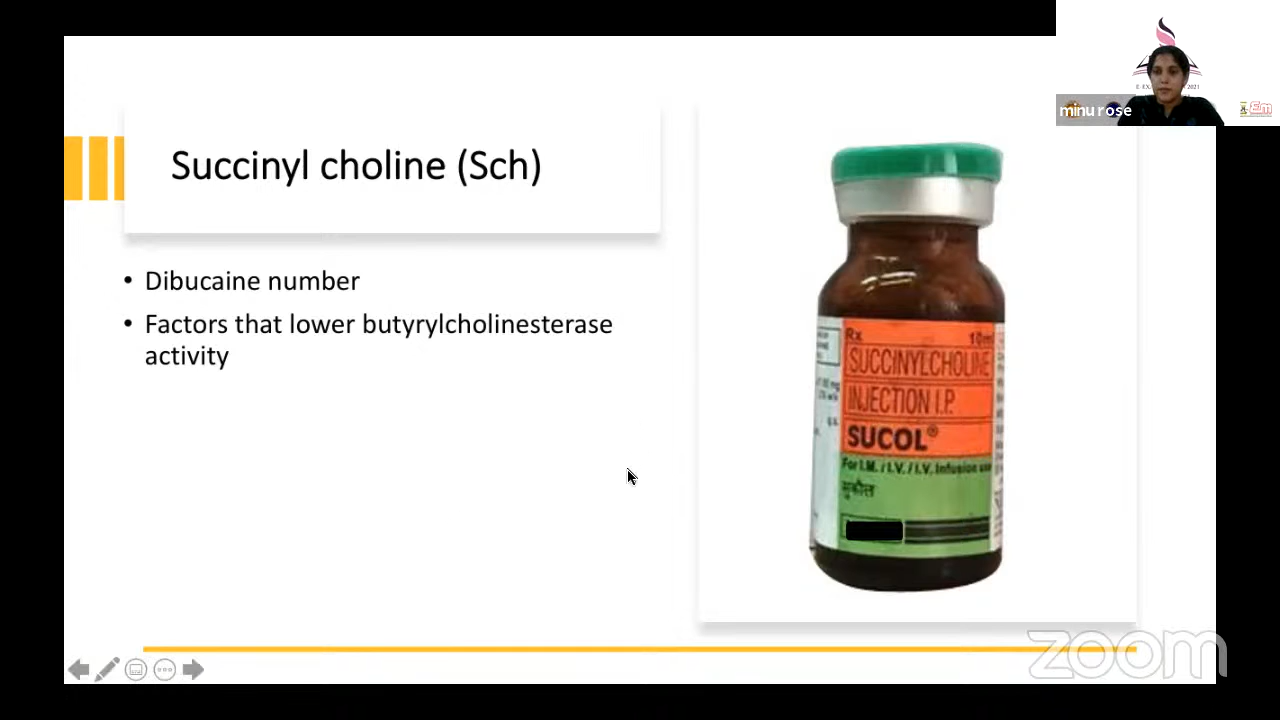 minu rose
Succinyl choline (Sch)
• Dibucaine number
• Factors that lower butyrylcholinesterase
activity
Rx 10ml
SUCCINYLCHOLINE
INJECTION I.P.
SUCOL®
For I.M. / I.V. / I.V. Infusion use
सुकौल
zoom